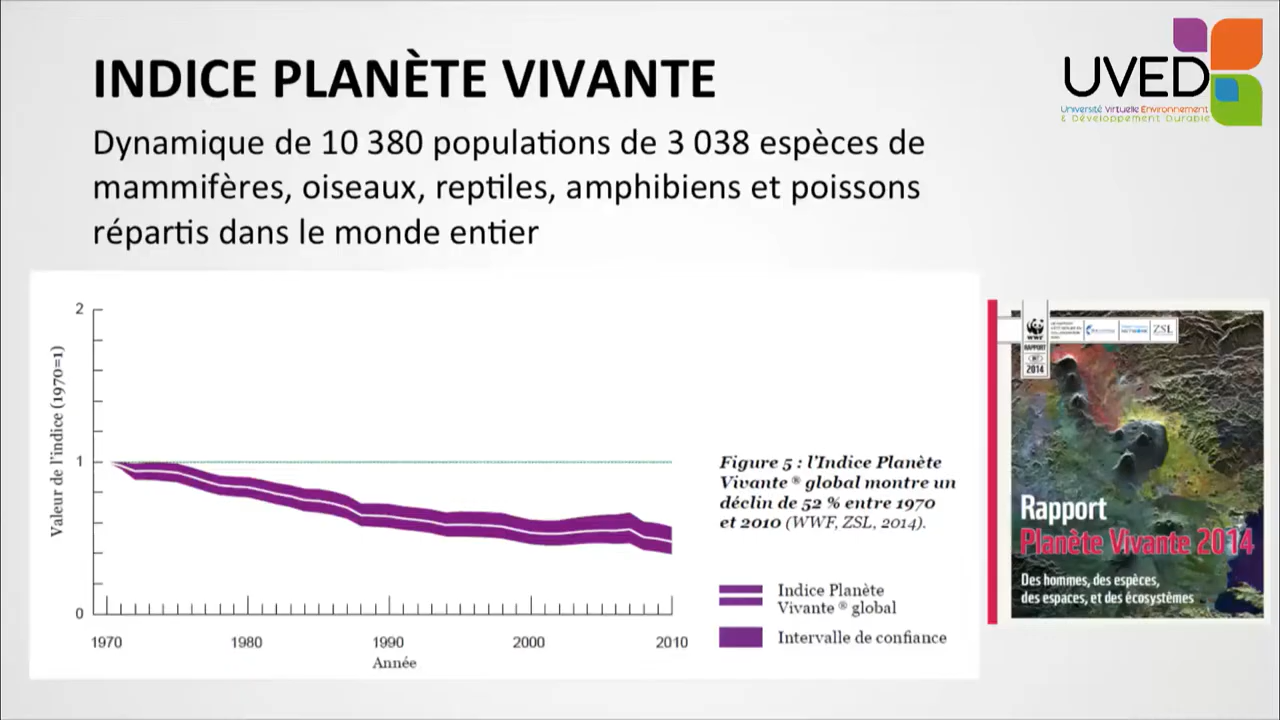 INDICE PLANÈTE VIVANTE
UVED
Université Virtuelle Environnement
& Développement Durable
Dynamique de 10 380 populations de 3 038 espèces de
mammifères, oiseaux, reptiles, amphibiens et poissons
répartis dans le monde entier
2
1
0
Valeur de l'indice (1970=1)
1970
1980
1990
2000
2010
Année
Figure 5 : l'Indice Planète
Vivante ® global montre un
déclin de 52 % entre 1970
et 2010 (WWF, ZSL, 2014).
Indice Planète
Vivante ® global
Intervalle de confiance
WWF
RAPPORT
INT
2014
ZSL
Rapport
Planète Vivante 2014
Des hommes, des espèces,
des espaces, et des écosystèmes